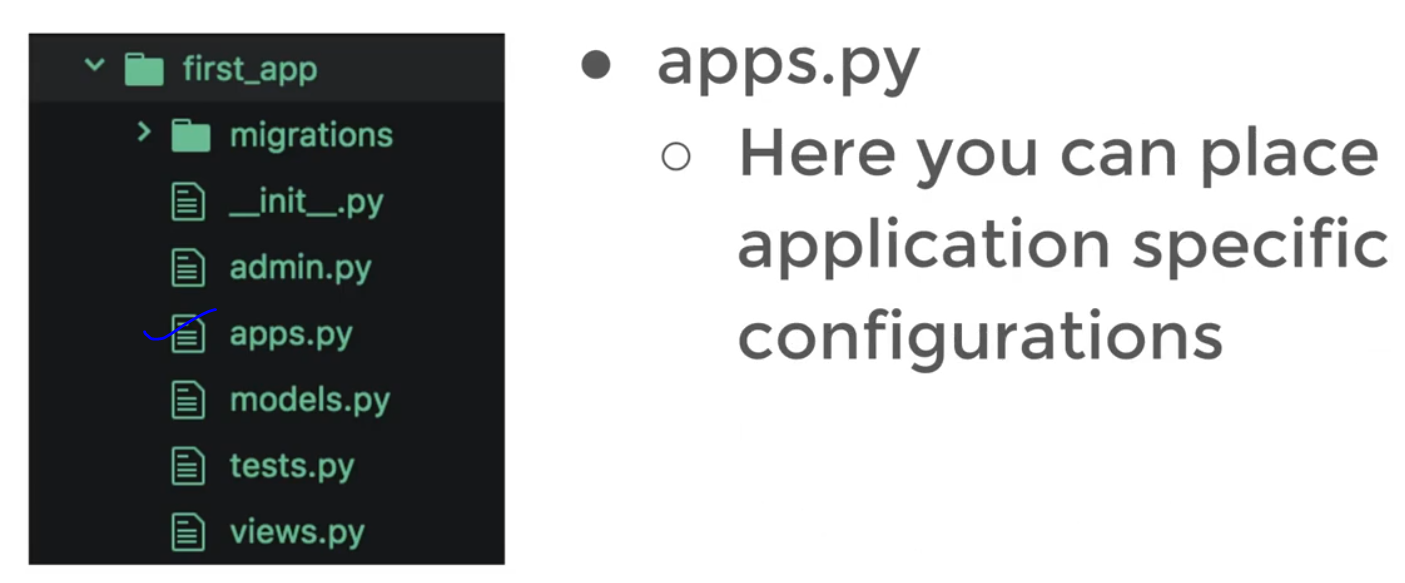 first_app
migrations
__init__.py
admin.py
apps.py
models.py
tests.py
views.py
● apps.py
○ Here you can place
application specific
configurations